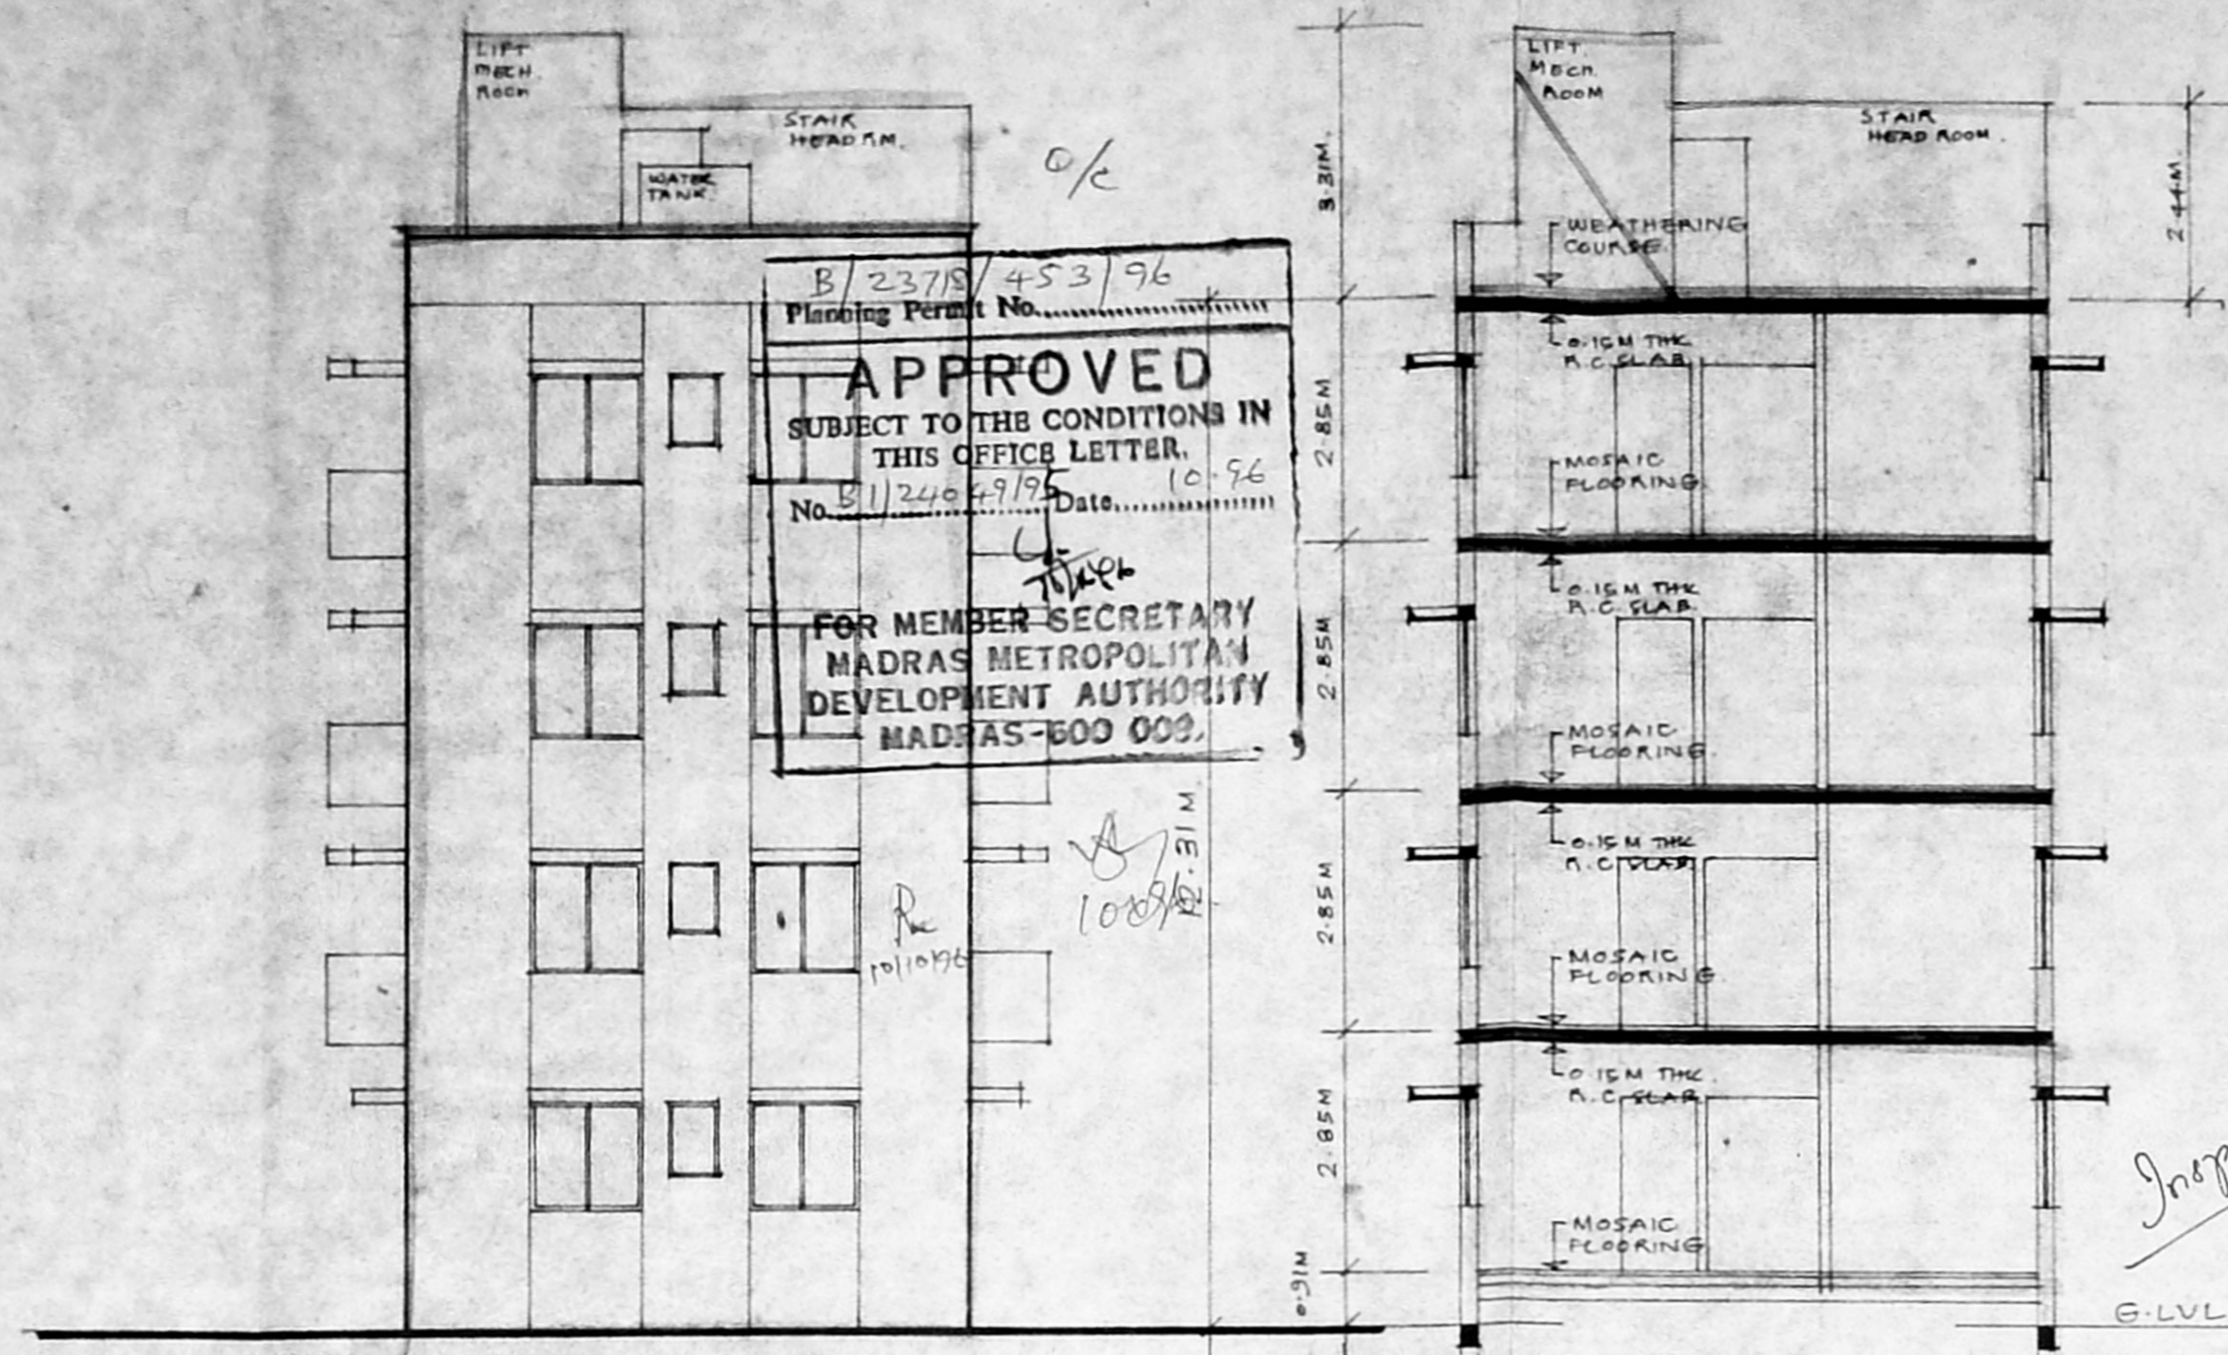 LIFT
MECH.
ROOM
STAIR
HEAD RM.
WATER
TANK.
O/C
B/23718/453/96
Planning Permit No.
APPROVED
SUBJECT TO THE CONDITIONS IN
THIS OFFICE LETTER.
No. B1/24049/95 Date 10.96
FOR MEMBER SECRETARY
MADRAS METROPOLITAN
DEVELOPMENT AUTHORITY
MADRAS-600 008.
10/10/96
12.31 M.
3.31M.
2.85M
2.85M
2.85M
2.85M
0.91M
LIFT.
MECH.
ROOM
STAIR
HEAD ROOM.
2.44M.
WEATHERING
COURSE.
0.15M THK
R.C.SLAB
MOSAIC
FLOORING
0.15M THK
R.C.SLAB
MOSAIC
FLOORING.
0.15M THK
R.C.SLAB
MOSAIC
FLOORING.
0.15M THK.
R.C.SLAB
MOSAIC
FLOORING
G.LVL